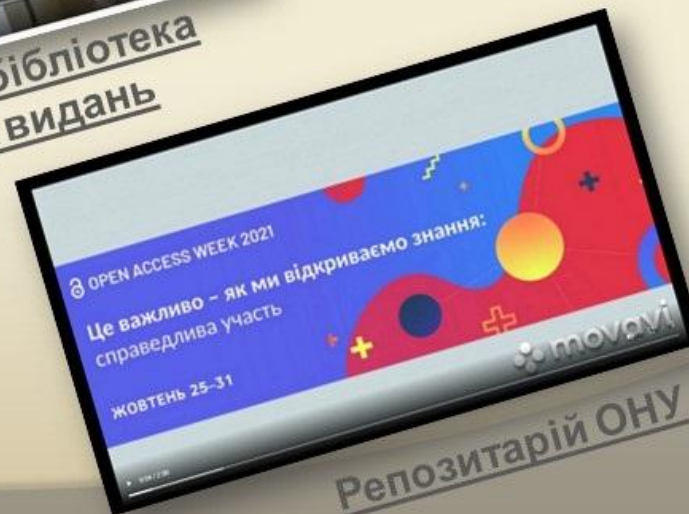 бібліотека
видань
OPEN ACCESS WEEK 2021
Це важливо – як ми відкриваємо знання:
справедлива участь
ЖОВТЕНЬ 25–31
movavi
Репозитарій ОНУ